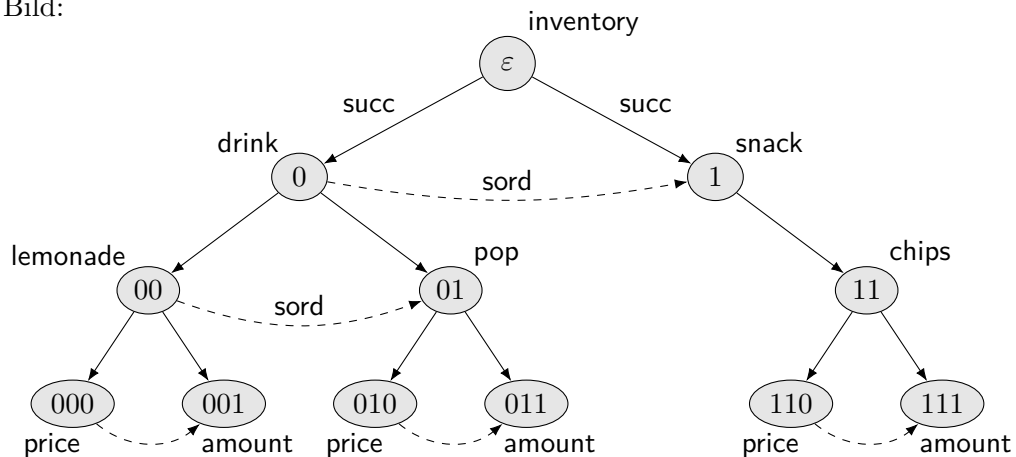 Bild:
inventory
ε
succ succ
drink snack
0 sord 1
lemonade pop chips
00 sord 01 11
000 001 010 011 110 111
price amount price amount price amount